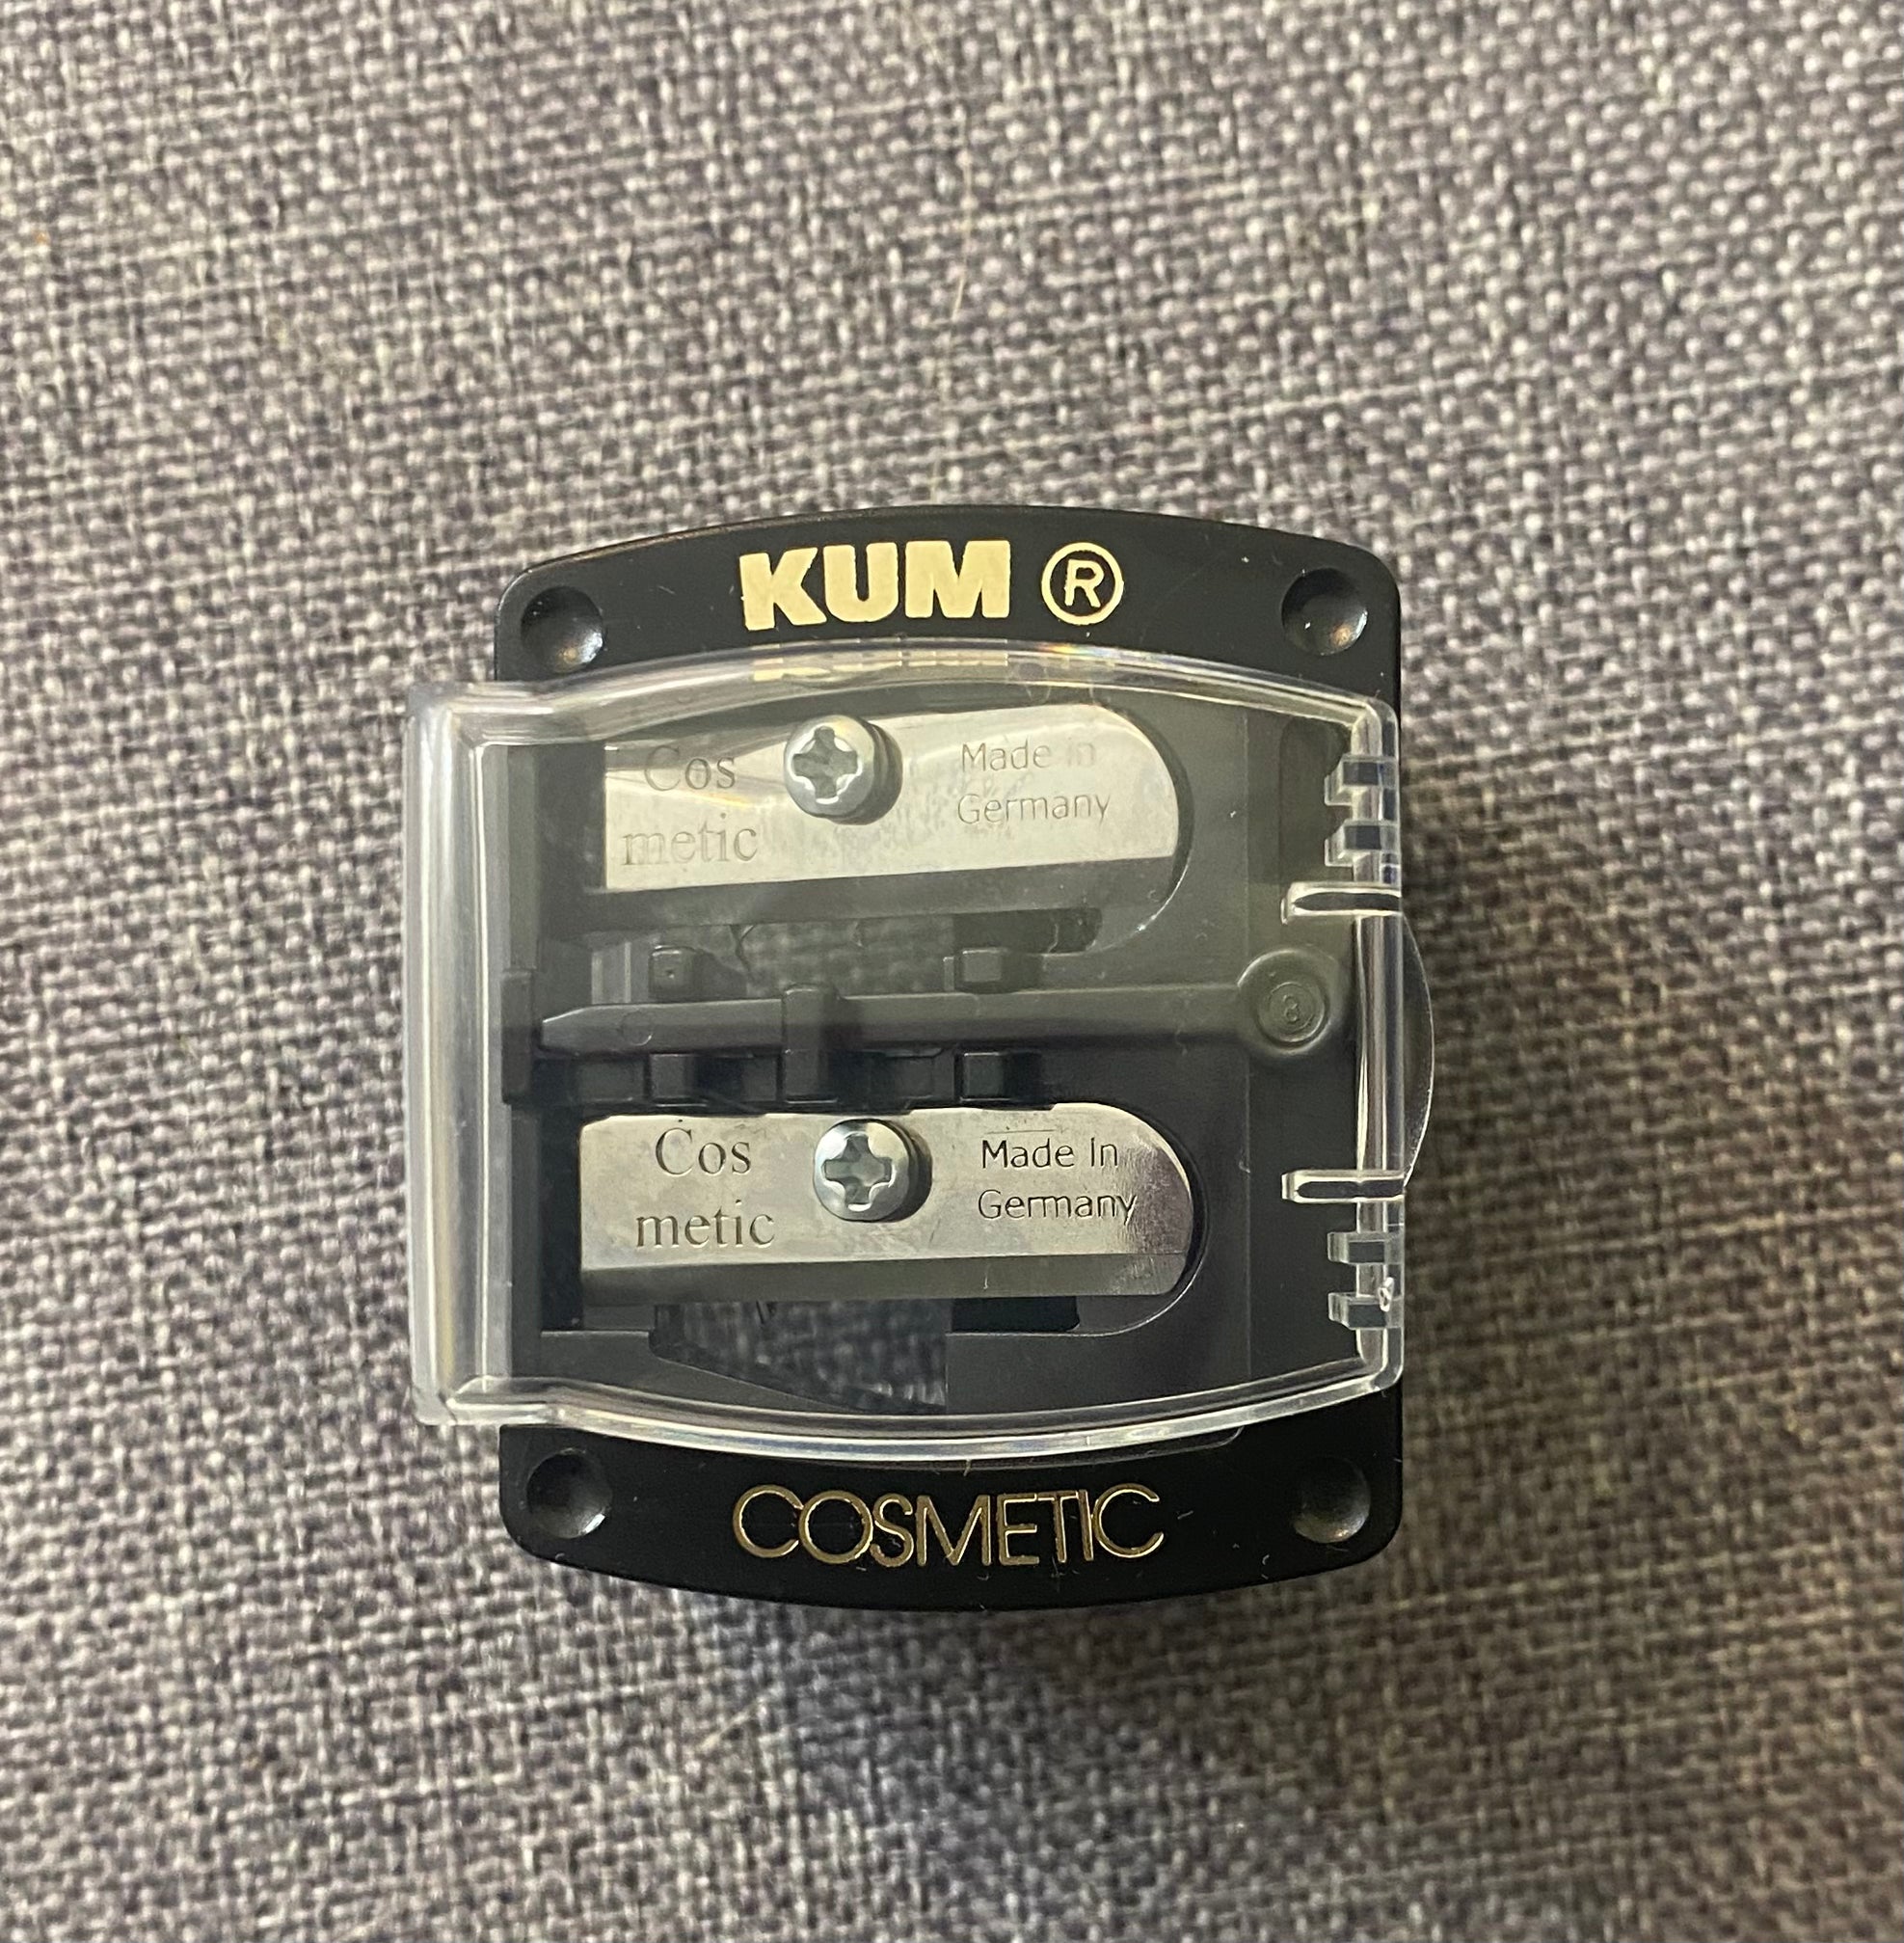 KUM ®
Cos
metic
Made in
Germany
8
Cos
metic
Made In
Germany
COSMETIC